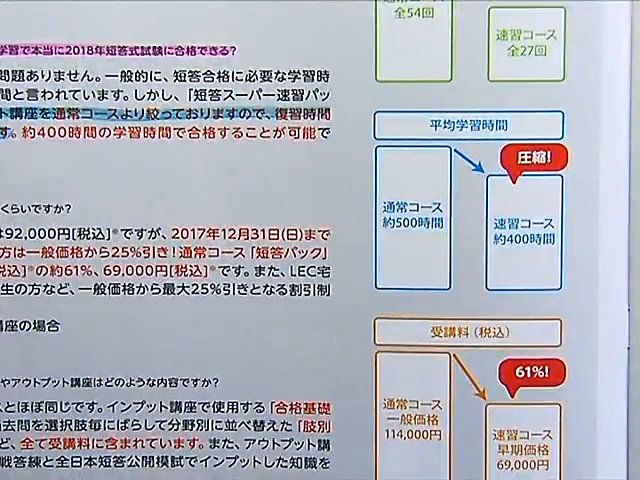 学習で本当に2018年短答式試験に合格できる?
問題ありません。一般的に、短答合格に必要な学習時
間と言われています。しかし、「短答スーパー速習パッ
ト講座を通常コースより絞っておりますので、復習時間
す。約400時間の学習時間で合格することが可能で
くらいですか?
は92,000円[税込]*ですが、2017年12月31日(日)まで
方は一般価格から25%引き!通常コース「短答パック」
税込]*の約61%、69,000円[税込]*です。また、LEC宅
生の方など、一般価格から最大25%引きとなる割引制
講座の場合
やアウトプット講座はどのような内容ですか?
スとほぼ同じです。インプット講座で使用する「合格基礎
過去問を選択肢毎にばらして分野別に並べ替えた「肢別
ど、全て受講料に含まれています。また、アウトプット講
戦答練と全日本短答公開模試でインプットした知識を
通常コース
全54回
速習コース
全27回
平均学習時間
圧縮!
通常コース
約500時間
速習コース
約400時間
受講料(税込)
61%!
通常コース
一般価格
114,000円
速習コース
早期価格
69,000円